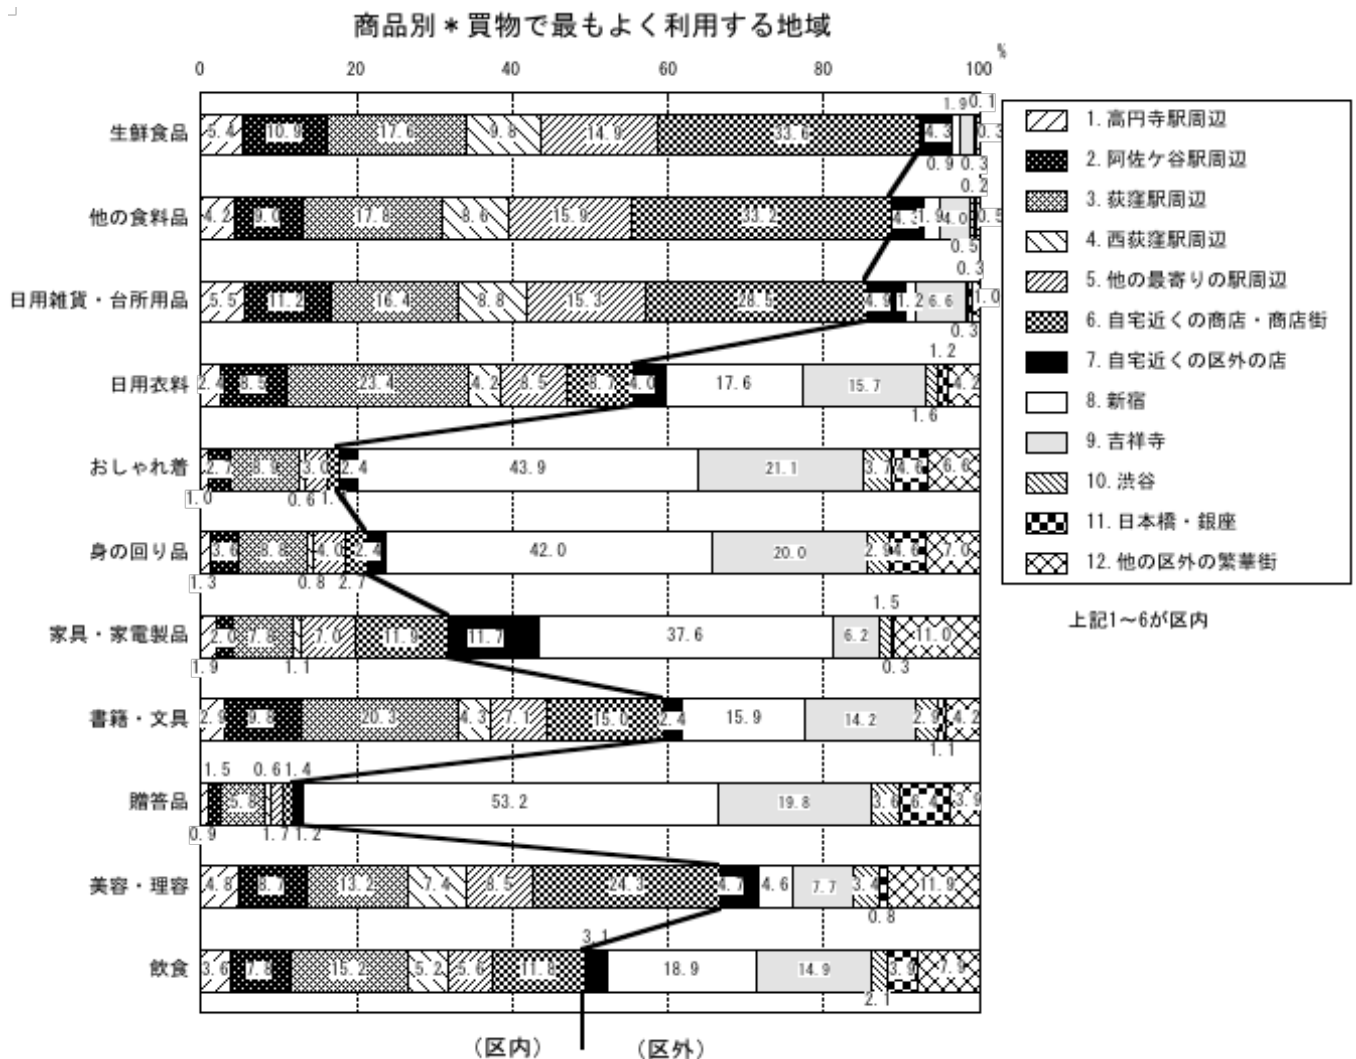 商品別＊買物で最もよく利用する地域
%
0 20 40 60 80 100
1.9 0.1
生鮮食品 5.4 10.9 17.6 9.8 14.9 33.6 4.3 0.3
0.9 0.3
0.2
他の食料品 4.2 9.0 17.8 8.6 15.9 33.2 4.3 1.9 4.0 0.5
0.5
0.3
日用雑貨・台所用品 5.5 11.2 16.4 8.8 15.3 28.5 4.9 1.2 6.6 1.0
0.3
1.2
日用衣料 2.4 8.5 23.4 4.2 8.5 8.7 4.0 17.6 15.7 4.2
1.6
おしゃれ着 2.7 8.9 3.0 2.4 43.9 21.1 3.7 4.6 6.6
1.0 0.6 1.
身の回り品 3.6 8.8 4.0 2.4 42.0 20.0 2.9 4.6 7.0
1.3 0.8 2.7
1.5
家具・家電製品 2.0 7.8 7.0 11.9 11.7 37.6 6.2 11.0
1.9 1.1 0.3
書籍・文具 2.9 9.8 20.3 4.3 7.1 15.0 2.4 15.9 14.2 2.9 4.2
1.1
1.5 0.6 1.4
贈答品 5.8 53.2 19.8 3.6 6.4 3.9
0.9 1.7 1.2
美容・理容 4.8 8.7 13.2 7.4 8.5 24.3 4.7 4.6 7.7 3.4 11.9
0.8
3.1
飲食 3.6 7.8 15.2 5.2 5.6 11.8 18.9 14.9 3.9 7.9
2.1
（区内） （区外）
1.高円寺駅周辺
2.阿佐ケ谷駅周辺
3.荻窪駅周辺
4.西荻窪駅周辺
5.他の最寄りの駅周辺
6.自宅近くの商店・商店街
7.自宅近くの区外の店
8.新宿
9.吉祥寺
10.渋谷
11.日本橋・銀座
12.他の区外の繁華街
上記1～6が区内